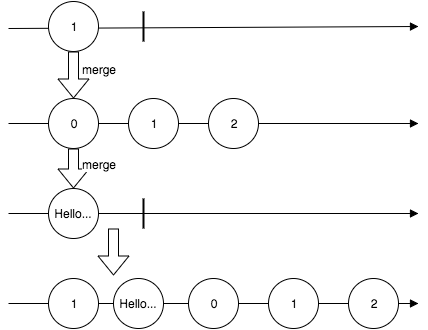 1
merge
0 1 2
merge
Hello...
1 Hello... 0 1 2